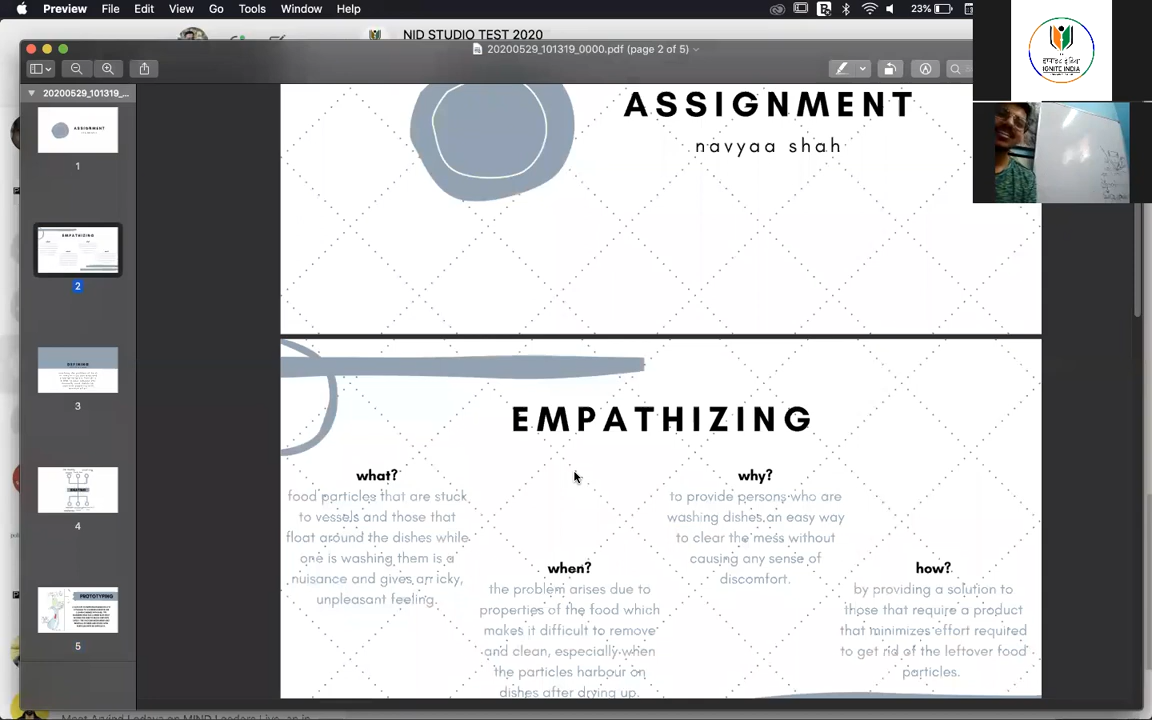 Preview File Edit View Go Tools Window Help
23%
NID STUDIO TEST 2020
20200529_101319_0000.pdf (page 2 of 5)
20200529_101319_...
IGNITE INDIA
ASSIGNMENT
navyaa shah
ASSIGNMENT
1
EMPATHIZING
2
DEFINING
3
4
PROTOTYPING
5
EMPATHIZING
what?
food particles that are stuck
to vessels and those that
float around the dishes while
one is washing them is a
nuisance and gives an icky,
unpleasant feeling.
when?
the problem arises due to
properties of the food which
makes it difficult to remove
and clean, especially when
the particles harbour on
dishes after drying up.
why?
to provide persons who are
washing dishes an easy way
to clear the mess without
causing any sense of
discomfort.
how?
by providing a solution to
those that require a product
that minimizes effort required
to get rid of the leftover food
particles.